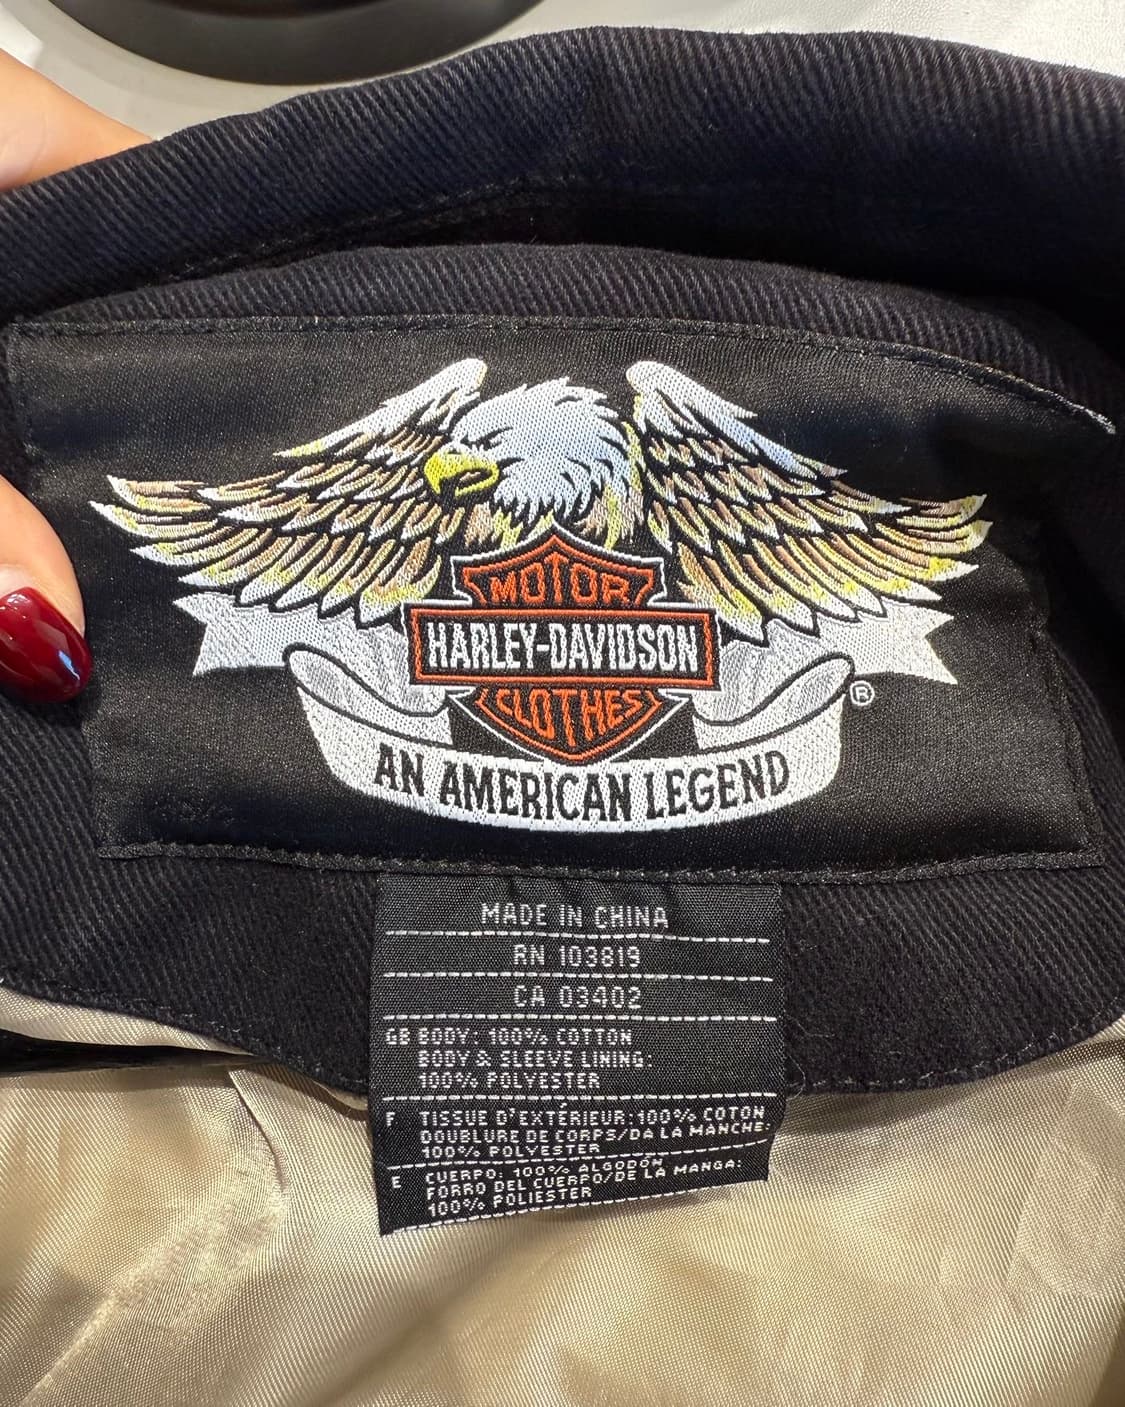 MOTOR
HARLEY-DAVIDSON
CLOTHES
®
AN AMERICAN LEGEND
MADE IN CHINA
RN 103819
CA 03402
GB BODY: 100% COTTON
BODY & SLEEVE LINING:
100% POLYESTER
F TISSUE D'EXTÉRIEUR:100% COTON
DOUBLURE DE CORPS/DA LA MANCHE:
100% POLYESTER
E CUERPO: 100% ALGODÓN
FORRO DEL CUERPO/DE LA MANGA:
100% POLIESTER